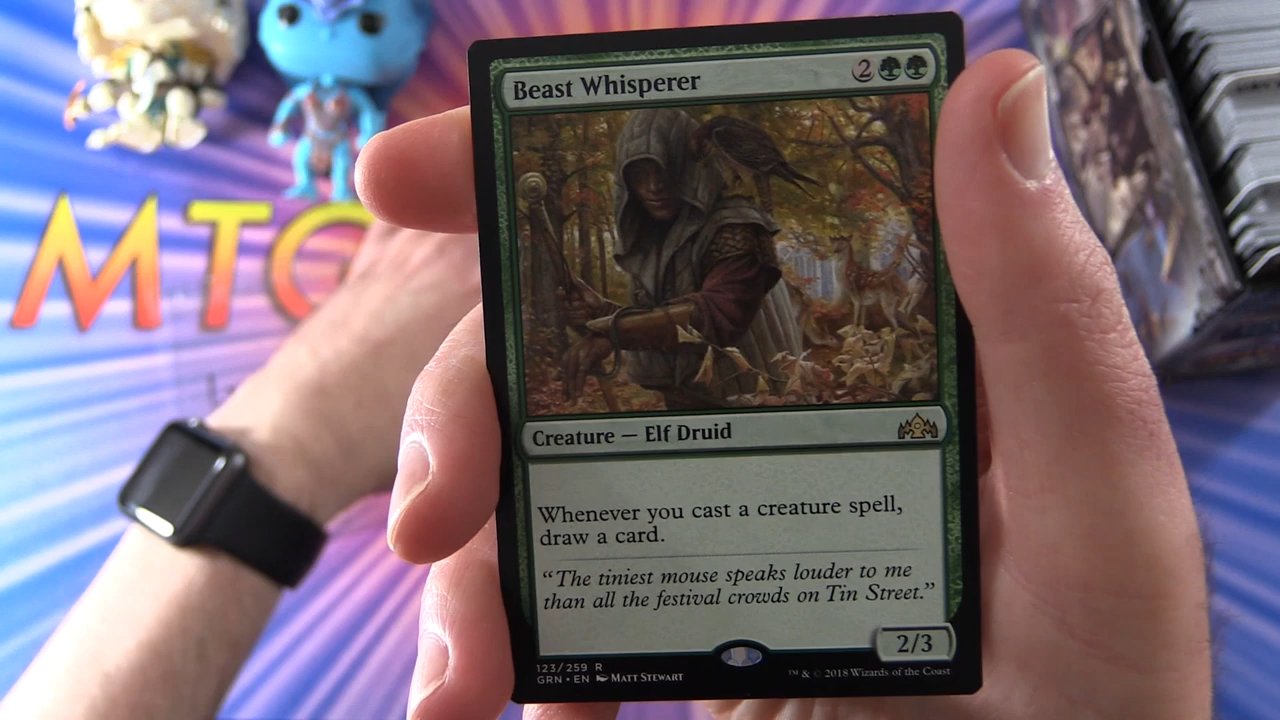 MTG
Beast Whisperer 2
Creature — Elf Druid
Whenever you cast a creature spell,
draw a card.
“The tiniest mouse speaks louder to me
than all the festival crowds on Tin Street.”
2/3
123/259 R
GRN • EN Matt Stewart
™ & © 2018 Wizards of the Coast